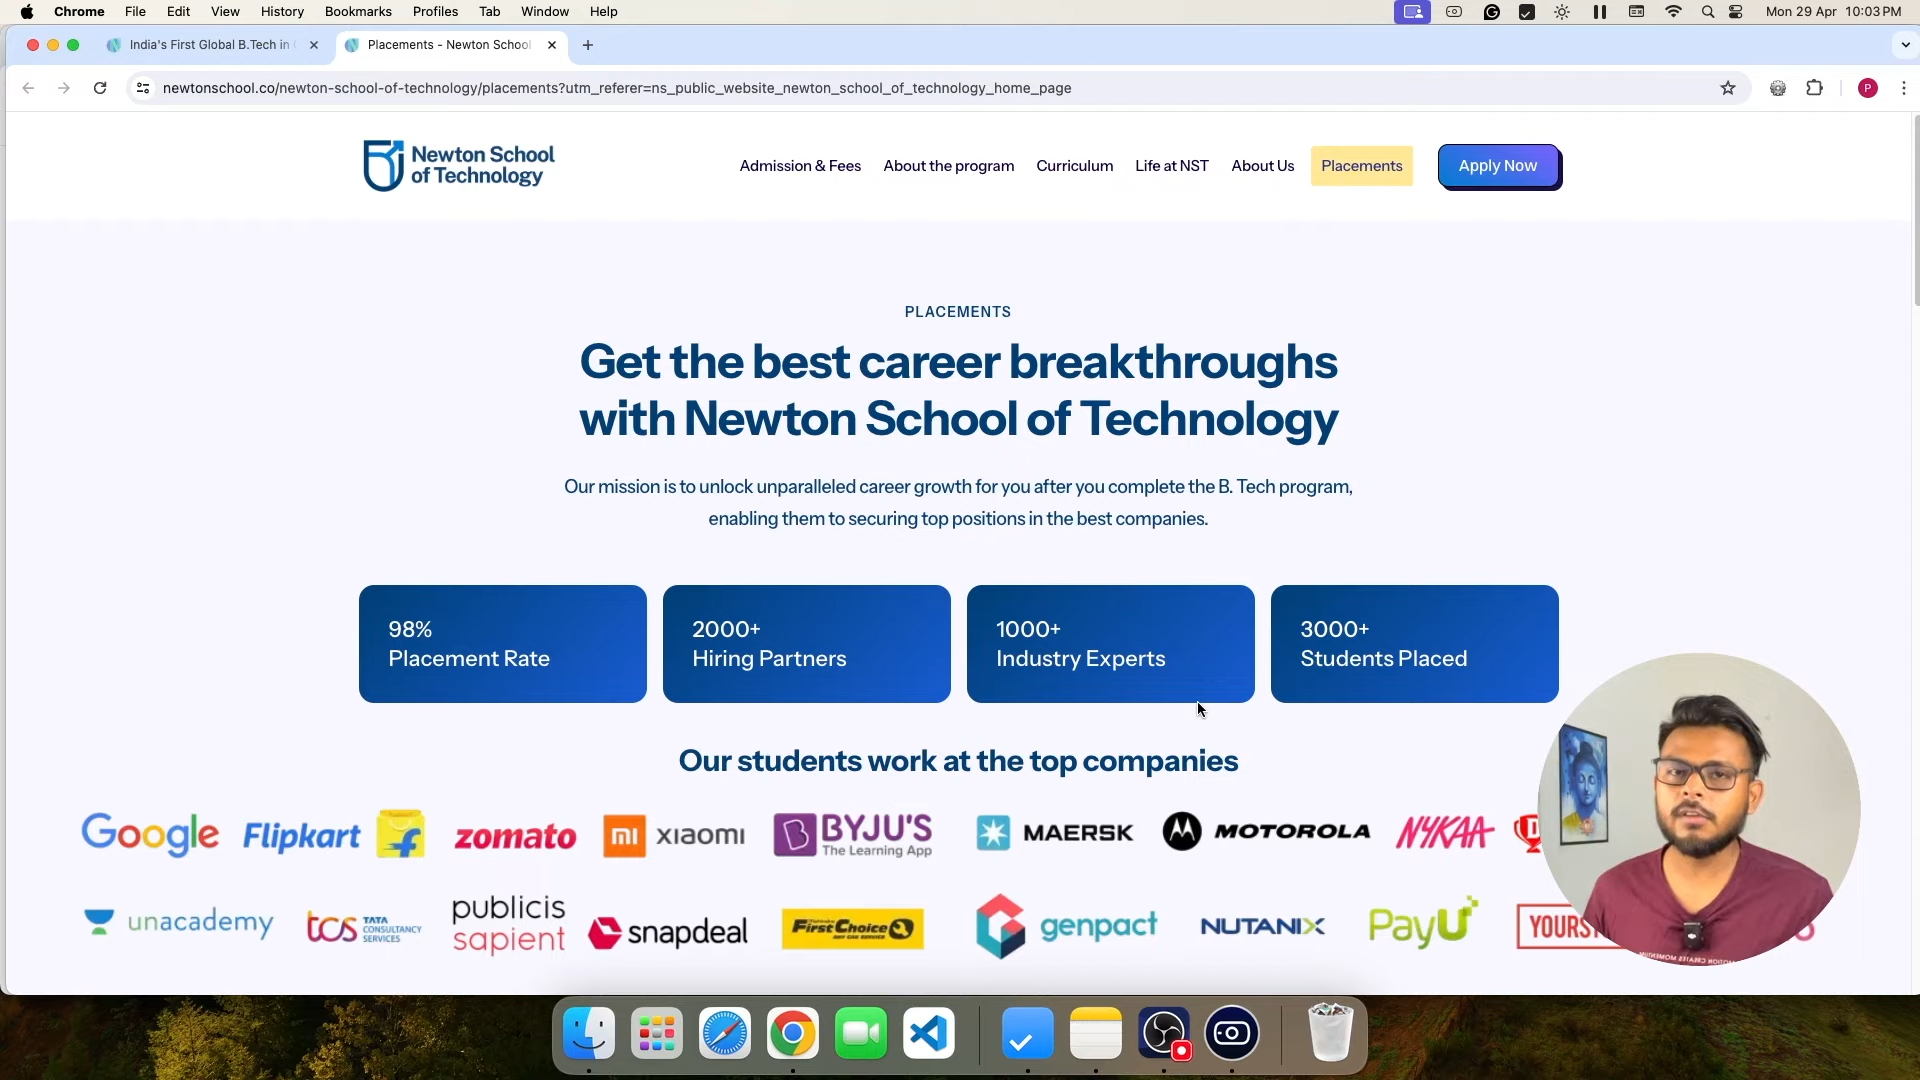 Chrome File Edit View History Bookmarks Profiles Tab Window Help Mon 29 Apr 10:03 PM
India's First Global B.Tech in
Placements - Newton School
newtonschool.co/newton-school-of-technology/placements?utm_referer=ns_public_website_newton_school_of_technology_home_page
P
Newton School
of Technology
Admission & Fees About the program Curriculum Life at NST About Us Placements Apply Now
PLACEMENTS
Get the best career breakthroughs
with Newton School of Technology
Our mission is to unlock unparalleled career growth for you after you complete the B. Tech program,
enabling them to securing top positions in the best companies.
98%
Placement Rate
2000+
Hiring Partners
1000+
Industry Experts
3000+
Students Placed
Our students work at the top companies
Google Flipkart zomato mi xiaomi BYJU'S The Learning App MAERSK MOTOROLA NYKAA
unacademy tcs TATA CONSULTANCY SERVICES publicis sapient snapdeal First Choice genpact NUTANIX PayU YOURS